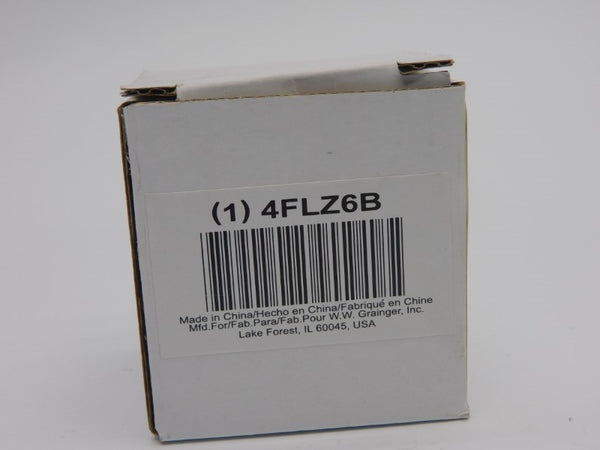 (1) 4FLZ6B
Made in China/Hecho en China/Fabriqué en Chine
Mfd.For/Fab.Para/Fab.Pour W.W. Grainger, Inc.
Lake Forest, IL 60045, USA